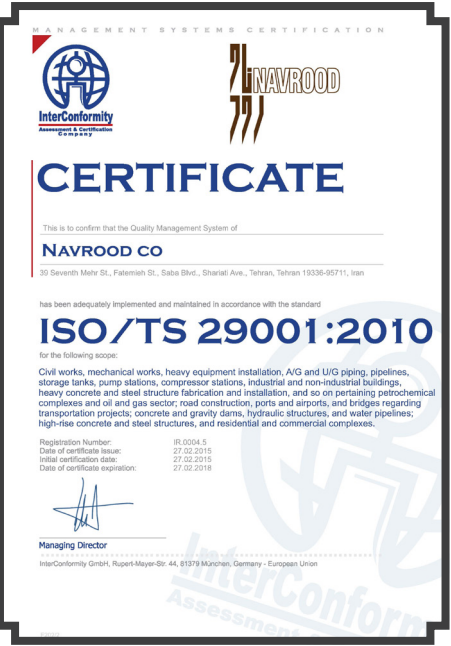 MANAGEMENT SYSTEMS CERTIFICATION
NAVROOD
InterConformity
Assessment & Certification
Company
CERTIFICATE
This is to confirm that the Quality Management System of
NAVROOD CO
39 Seventh Mehr St., Fatemieh St., Saba Blvd., Shariati Ave., Tehran, Tehran 19336-95711, Iran
has been adequately implemented and maintained in accordance with the standard
ISO/TS 29001:2010
for the following scope:
Civil works, mechanical works, heavy equipment installation, A/G and U/G piping, pipelines,
storage tanks, pump stations, compressor stations, industrial and non-industrial buildings,
heavy concrete and steel structure fabrication and installation, and so on pertaining petrochemical
complexes and oil and gas sector; road construction, ports and airports, and bridges regarding
transportation projects; concrete and gravity dams, hydraulic structures, and water pipelines;
high-rise concrete and steel structures, and residential and commercial complexes.
Registration Number: IR.0004.5
Date of certificate issue: 27.02.2015
Initial certification date: 27.02.2015
Date of certificate expiration: 27.02.2018
Managing Director
InterConformity GmbH, Rupert-Mayer-Str. 44, 81379 München, Germany - European Union
InterConform
Assessment